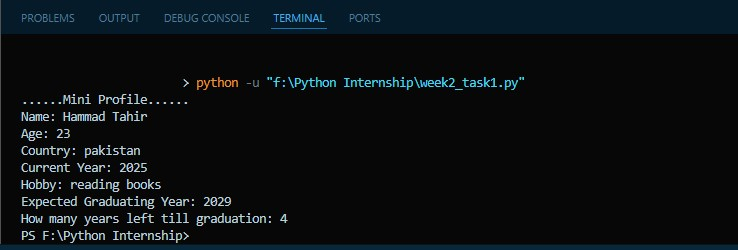 PROBLEMS OUTPUT DEBUG CONSOLE TERMINAL PORTS
> python -u "f:\Python Internship\week2_task1.py"
......Mini Profile......
Name: Hammad Tahir
Age: 23
Country: pakistan
Current Year: 2025
Hobby: reading books
Expected Graduating Year: 2029
How many years left till graduation: 4
PS F:\Python Internship>